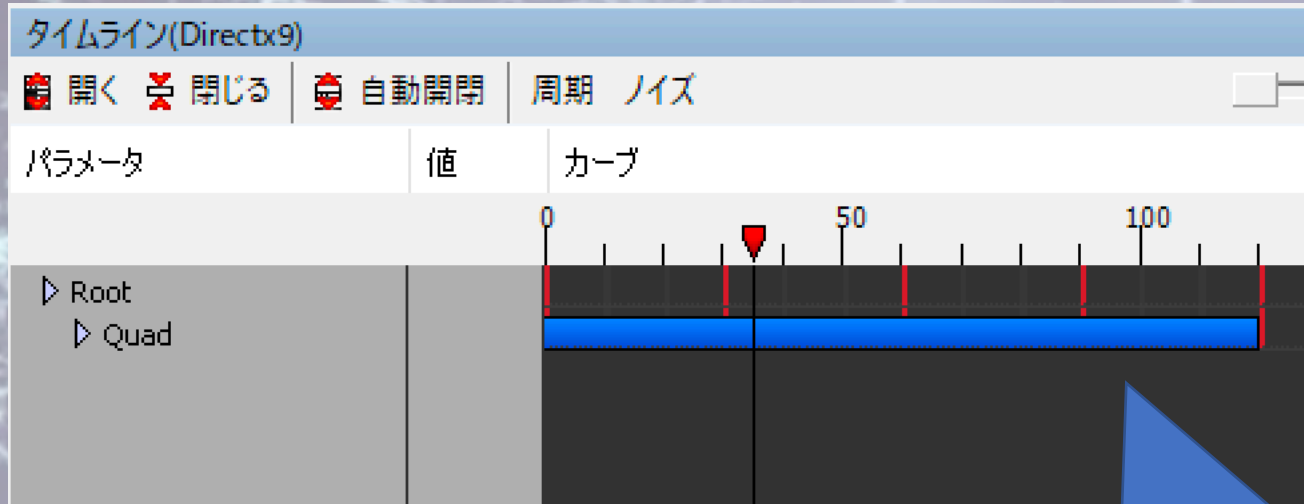 タイムライン(Directx9)
開く 閉じる 自動開閉 周期 ノイズ
パラメータ 値 カーブ
0 50 100
Root
Quad